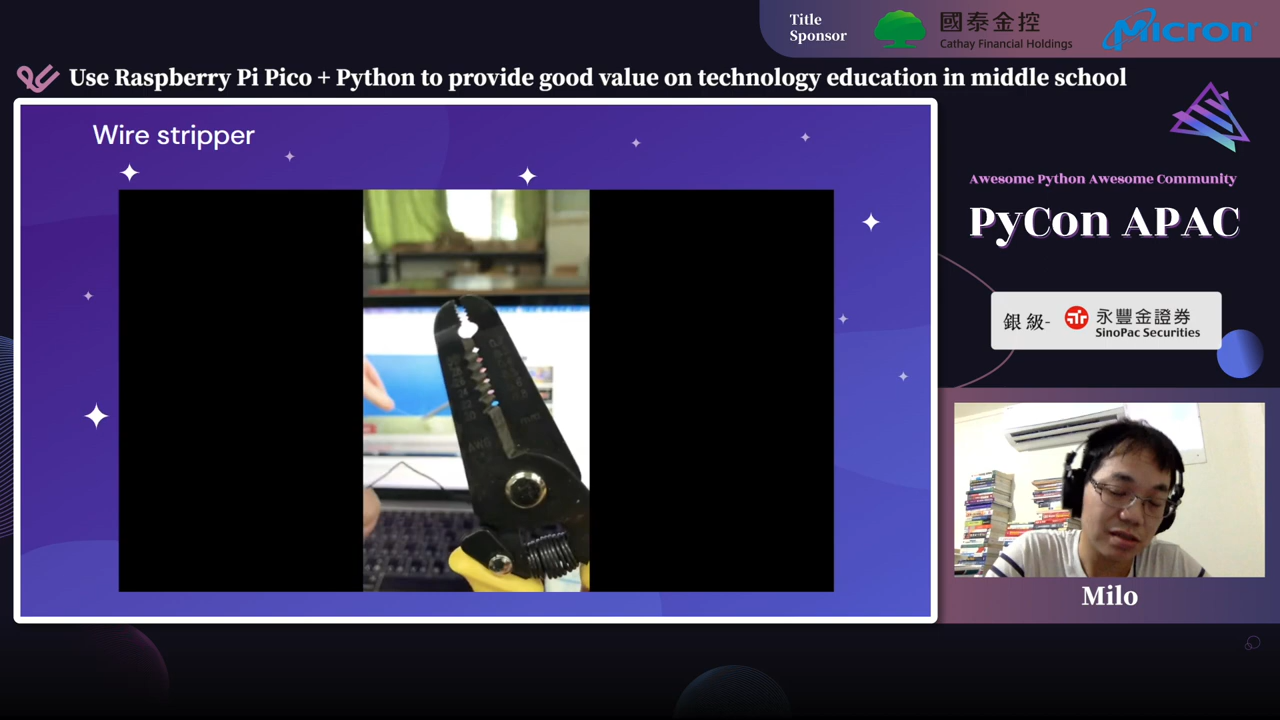 Title
Sponsor
國泰金控
Cathay Financial Holdings
Micron
Use Raspberry Pi Pico + Python to provide good value on technology education in middle school
Wire stripper
AWG
Awesome Python Awesome Community
PyCon APAC
銀級-
永豐金證券
SinoPac Securities
Milo